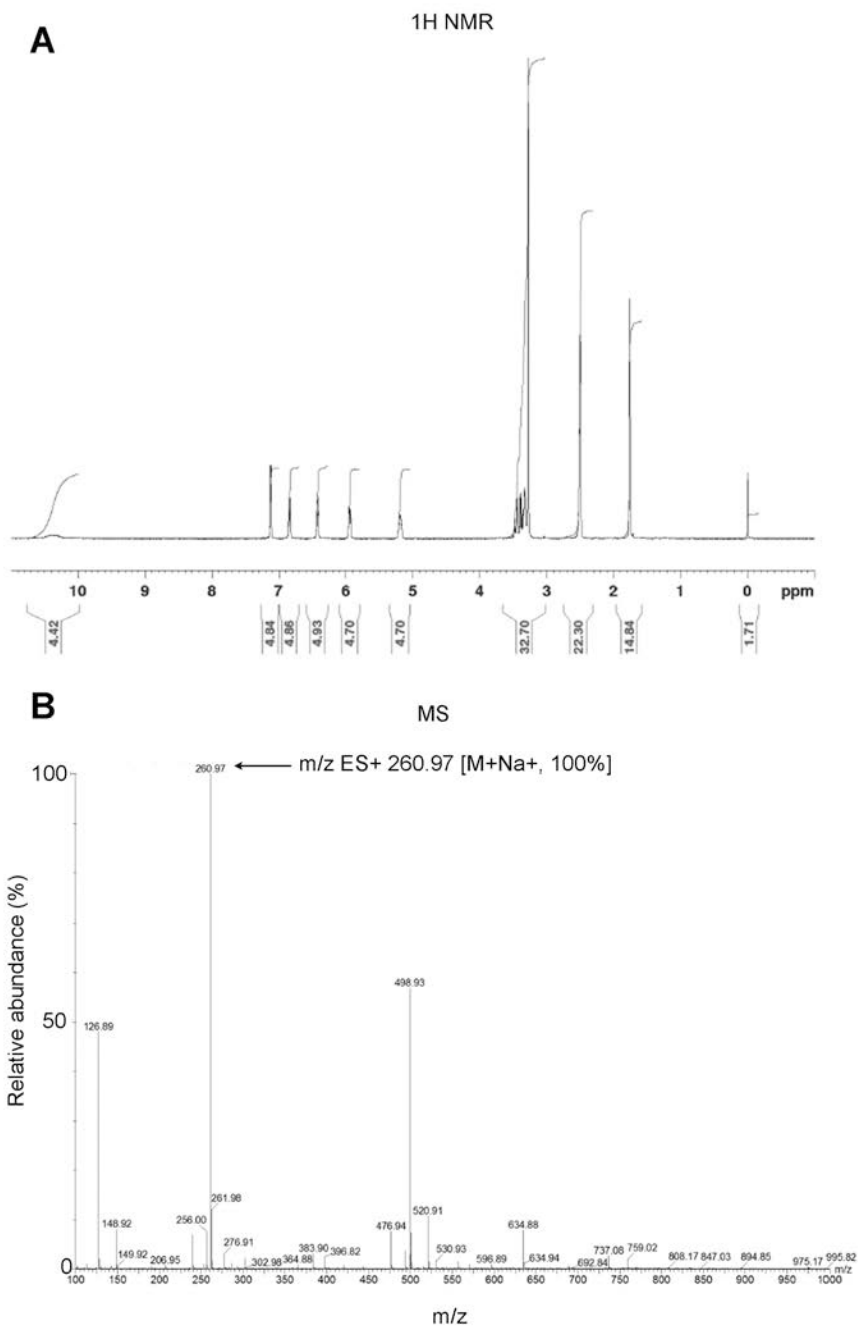 A
1H NMR
10 9 8 7 6 5 4 3 2 1 0 ppm
4.42 4.84 4.86 4.93 4.70 4.70 32.70 22.30 14.84 1.71
B
MS
100
260.97
m/z ES+ 260.97 [M+Na+, 100%]
498.93
50
126.89
Relative abundance (%)
261.98
148.92
256.00
520.91
476.94
634.88
276.91
149.92
206.95
302.98
364.88
383.90
396.82
530.93
596.89
634.94
692.84
737.08
759.02
808.17
847.03
894.85
975.17
995.82
0
m/z
100 150 200 250 300 350 400 450 500 550 600 650 700 750 800 850 900 950 1000
m/z